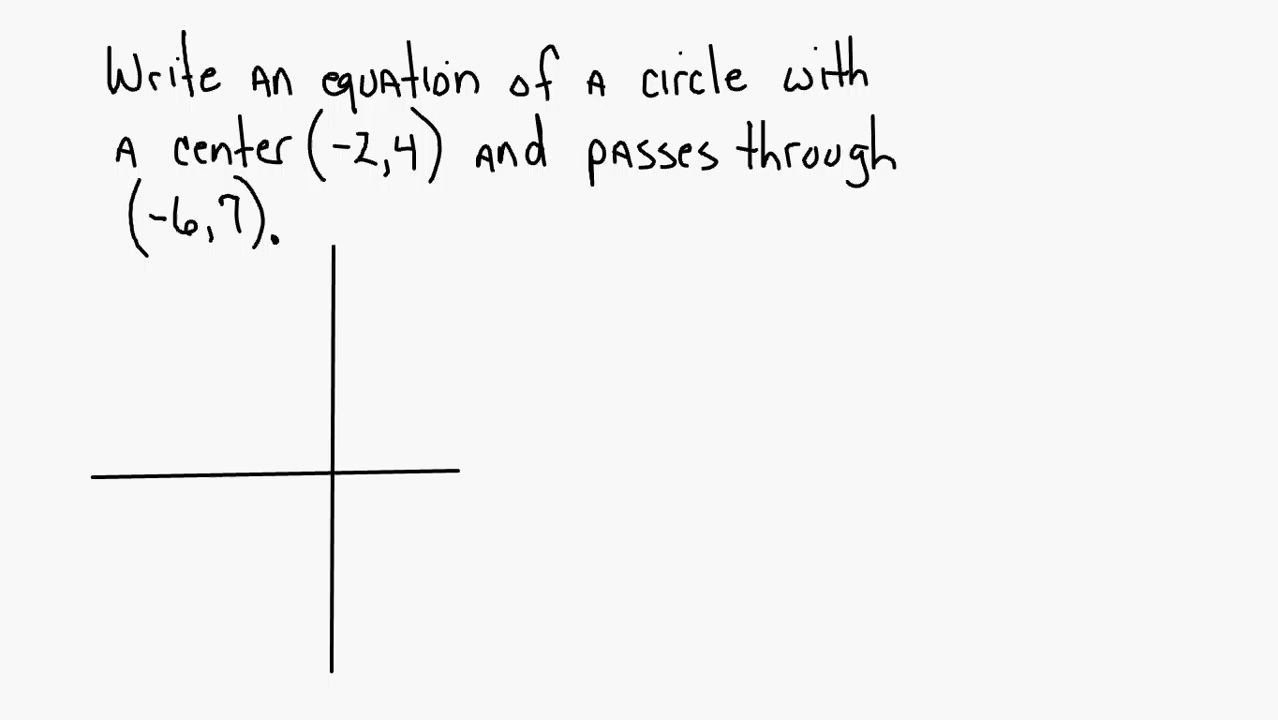 Write an equation of a circle with
a center (-2,4) and passes through
(-6,7).